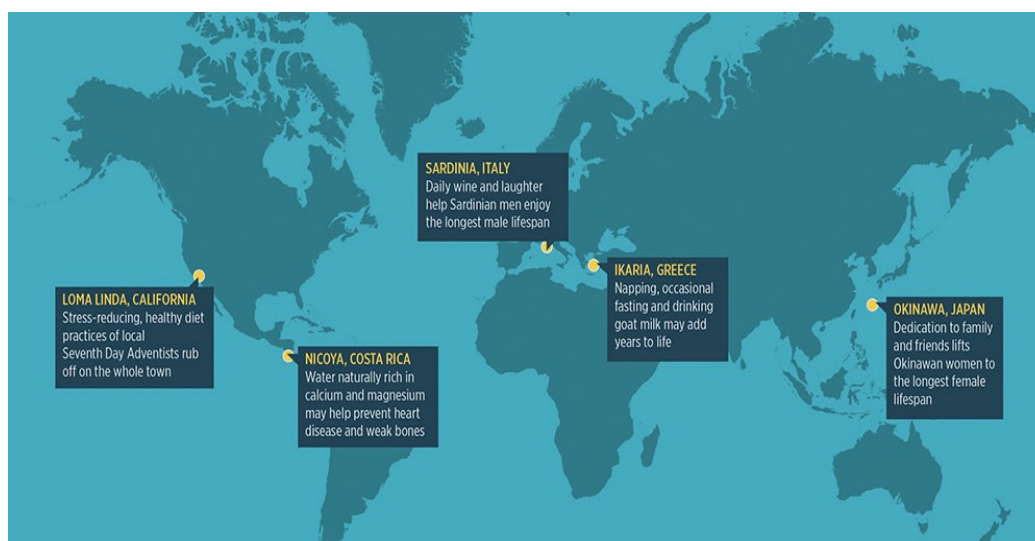 SARDINIA, ITALY
Daily wine and laughter
help Sardinian men enjoy
the longest male lifespan
LOMA LINDA, CALIFORNIA
Stress-reducing, healthy diet
practices of local
Seventh Day Adventists rub
off on the whole town
NICOYA, COSTA RICA
Water naturally rich in
calcium and magnesium
may help prevent heart
disease and weak bones
IKARIA, GREECE
Napping, occasional
fasting and drinking
goat milk may add
years to life
OKINAWA, JAPAN
Dedication to family
and friends lifts
Okinawan women to
the longest female
lifespan